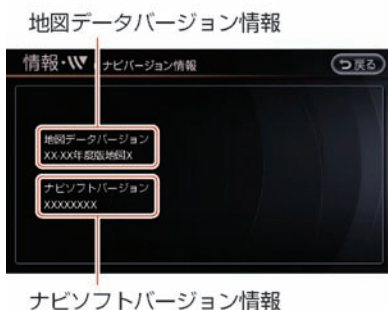 地図データバージョン情報
情報・W ナビバージョン情報
戻る
地図データバージョン
XX-XX年度版地図X
ナビソフトバージョン
XXXXXXXX
ナビソフトバージョン情報